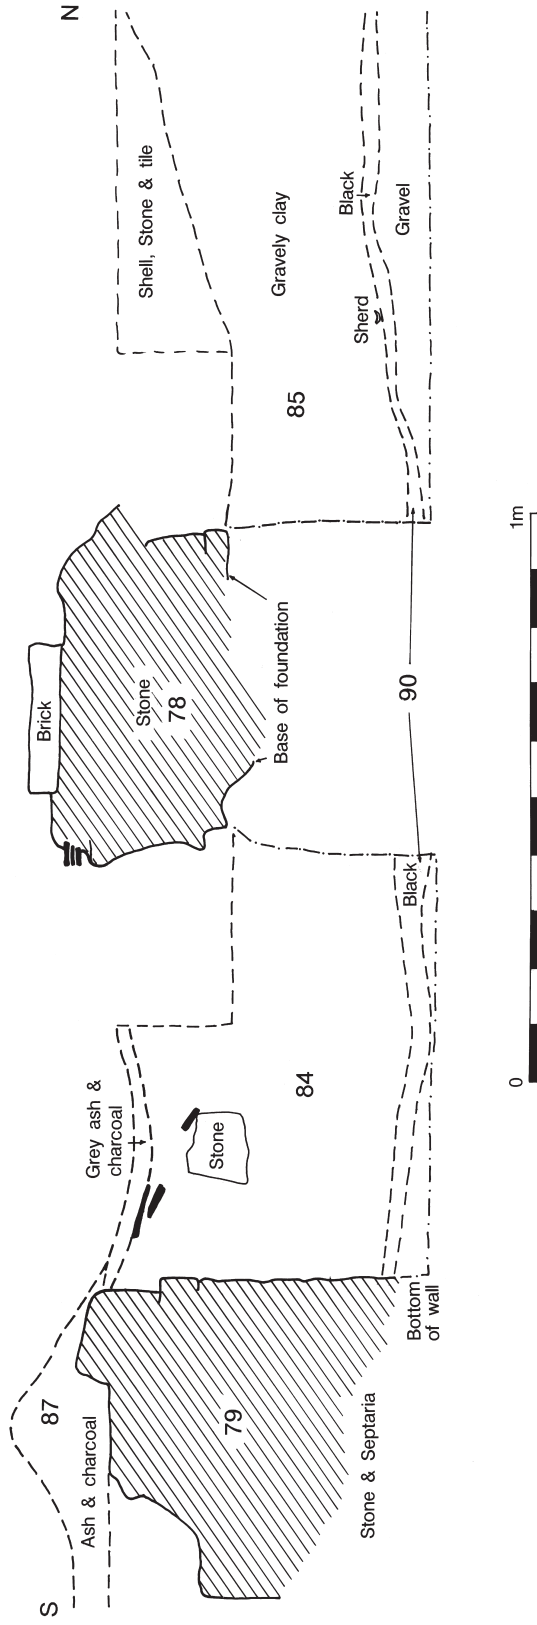 S
N
87
Ash & charcoal
Grey ash &
charcoal
Brick
Stone
78
Shell, Stone & tile
79
Stone
84
Base of foundation
85
Gravely clay
Sherd
Black
Gravel
Stone & Septaria
Bottom
of wall
Black
90
0
1m